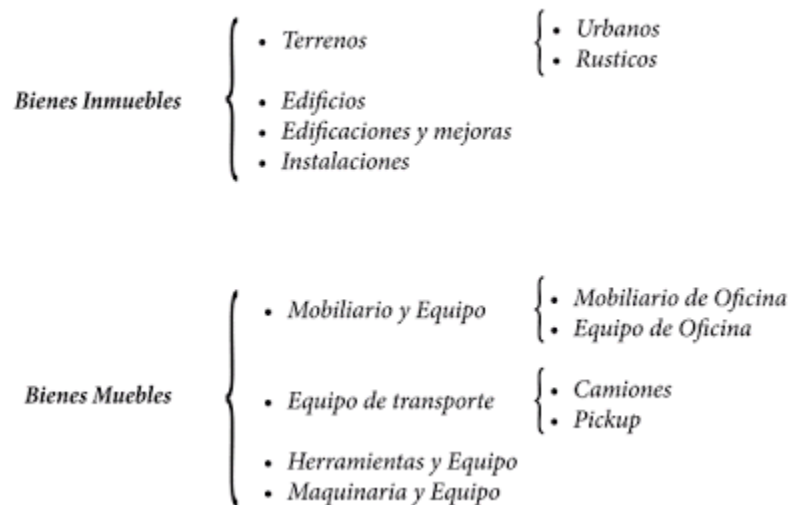 Bienes Inmuebles
• Terrenos
• Urbanos
• Rusticos
• Edificios
• Edificaciones y mejoras
• Instalaciones
Bienes Muebles
• Mobiliario y Equipo
• Mobiliario de Oficina
• Equipo de Oficina
• Equipo de transporte
• Camiones
• Pickup
• Herramientas y Equipo
• Maquinaria y Equipo